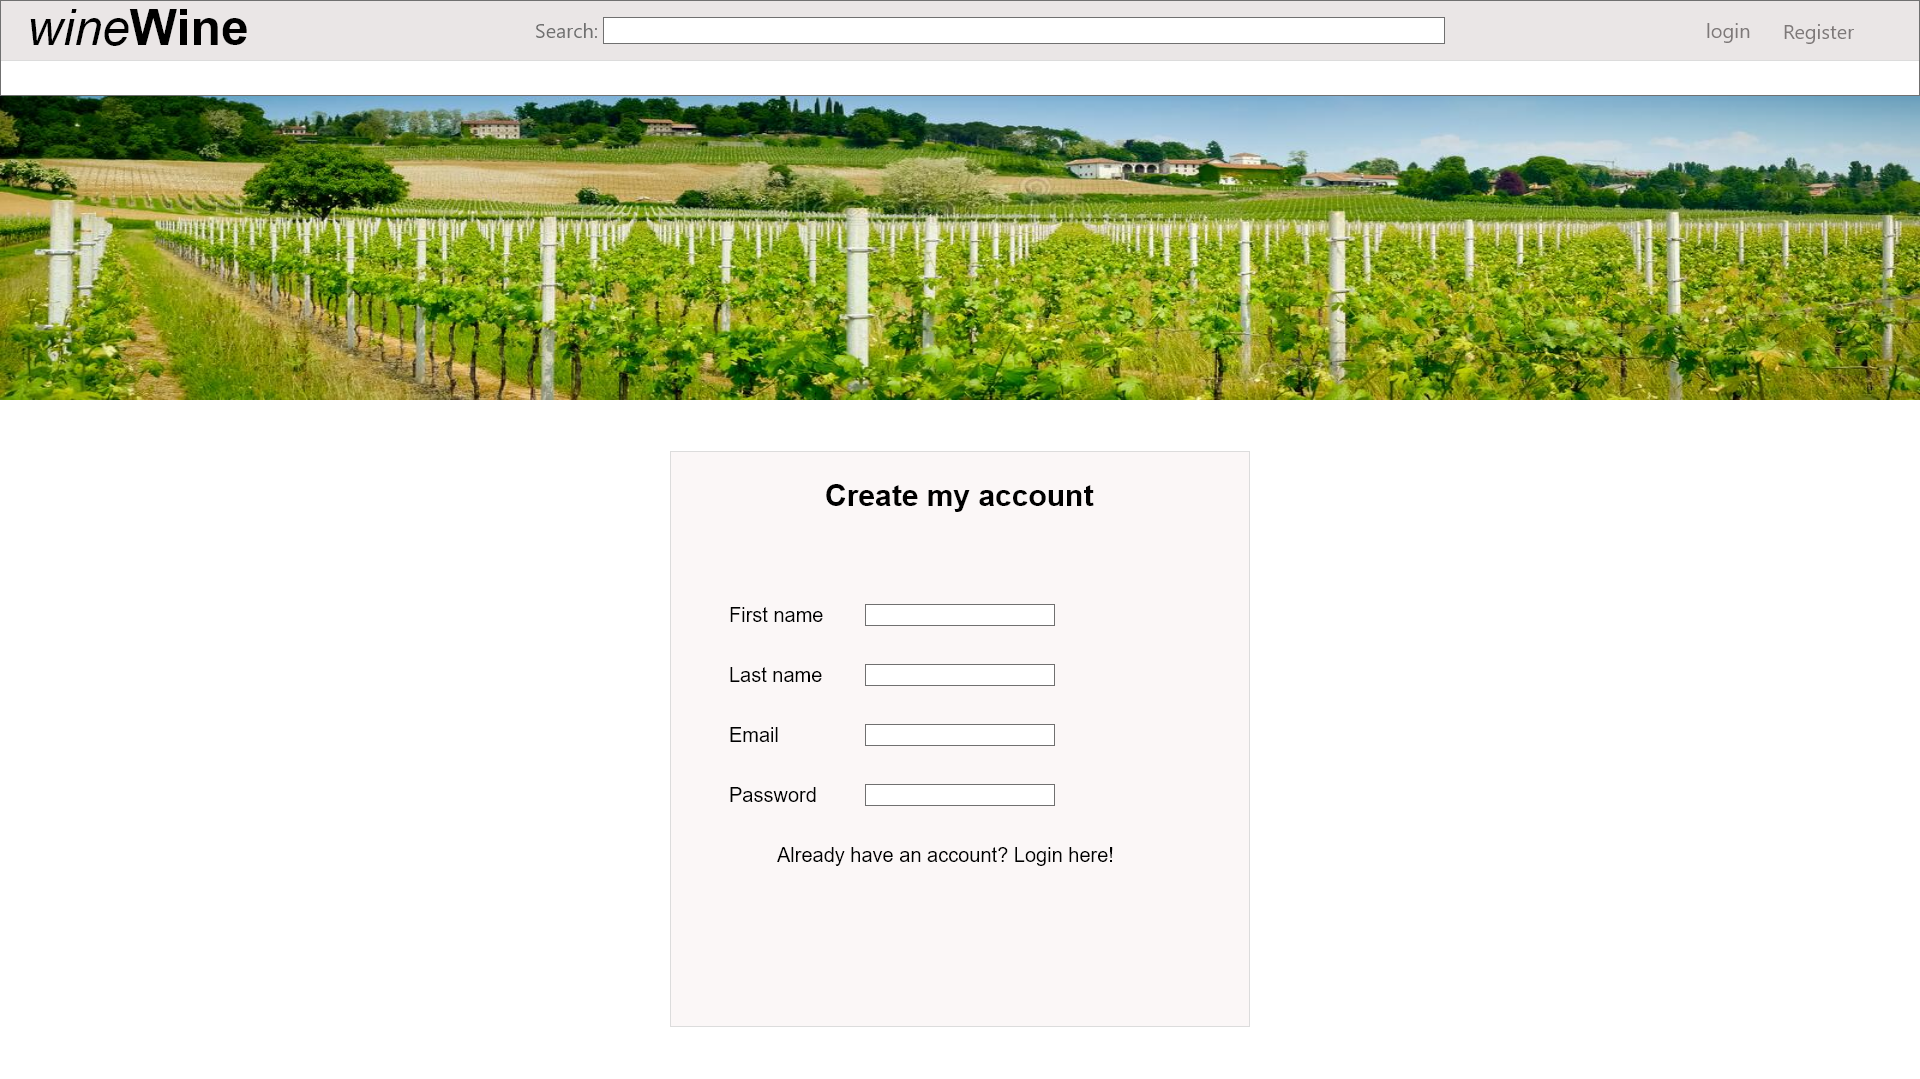 wineWine
Search:
login
Register
Create my account
First name
Last name
Email
Password
Already have an account? Login here!